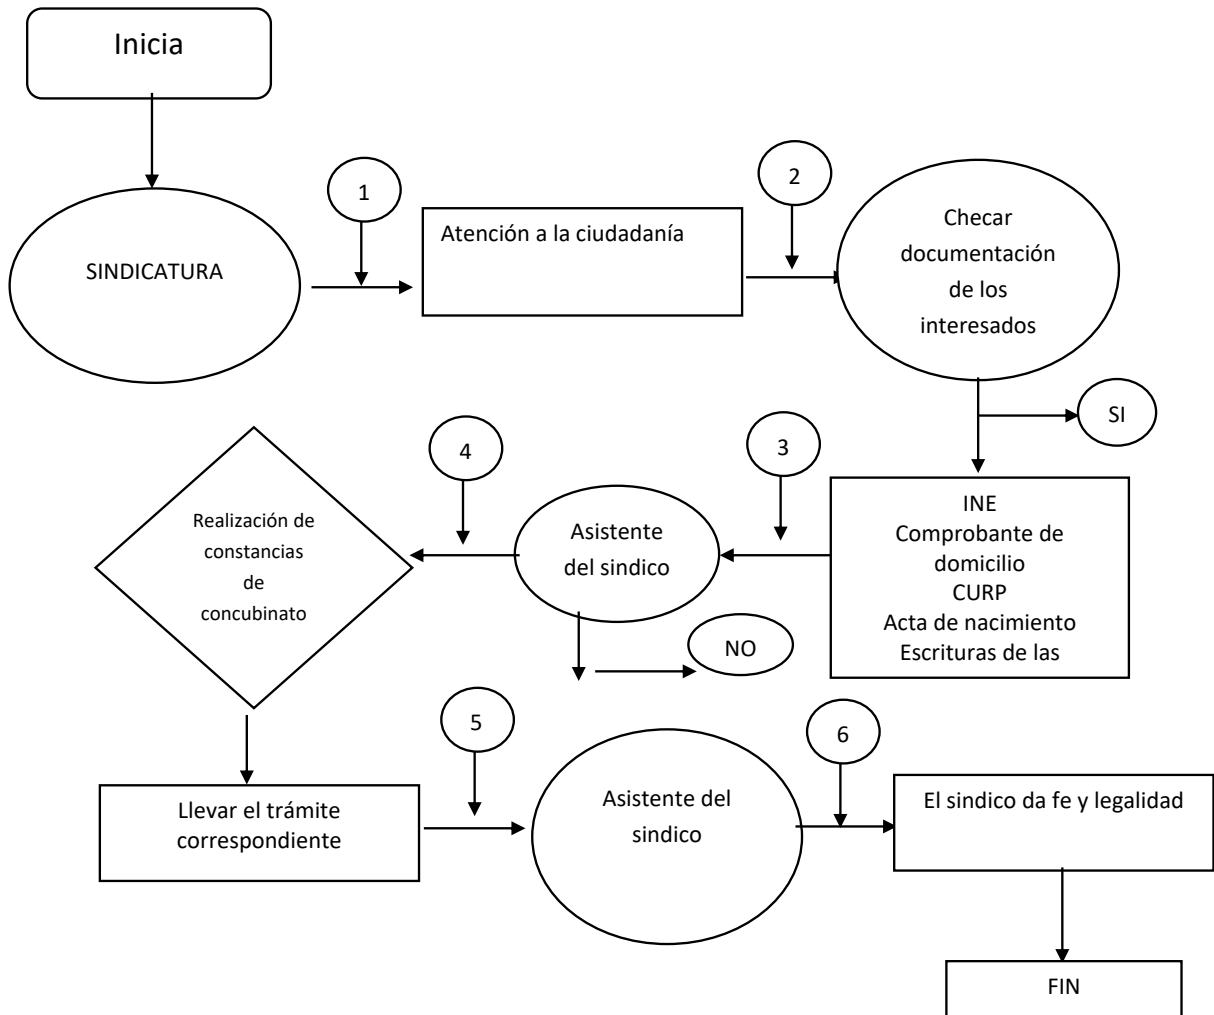 Inicia
SINDICATURA
1
Atención a la ciudadanía
2
Checar
documentación
de los
interesados
SI
INE
Comprobante de
domicilio
CURP
Acta de nacimiento
Escrituras de las
3
Asistente
del sindico
NO
4
Realización de
constancias
de
concubinato
Llevar el trámite
correspondiente
5
Asistente del
sindico
6
El sindico da fe y legalidad
FIN